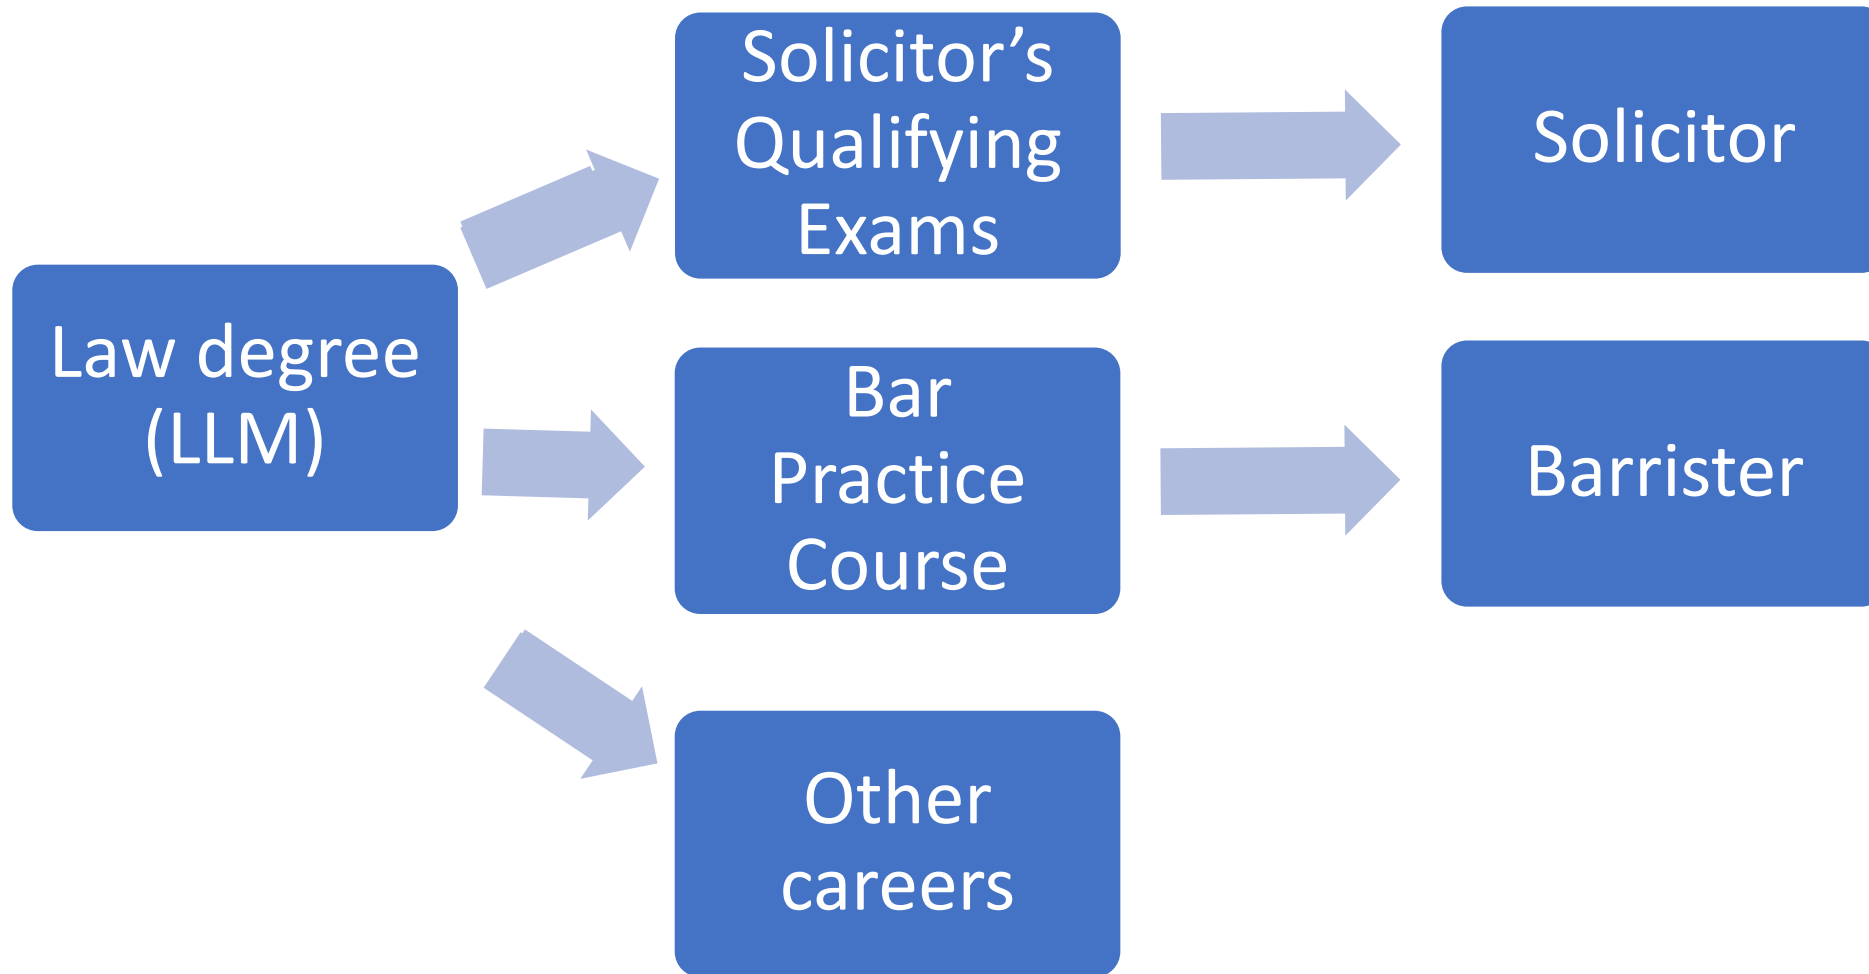 Law degree
(LLM)
Solicitor’s
Qualifying
Exams
Solicitor
Bar
Practice
Course
Barrister
Other
careers